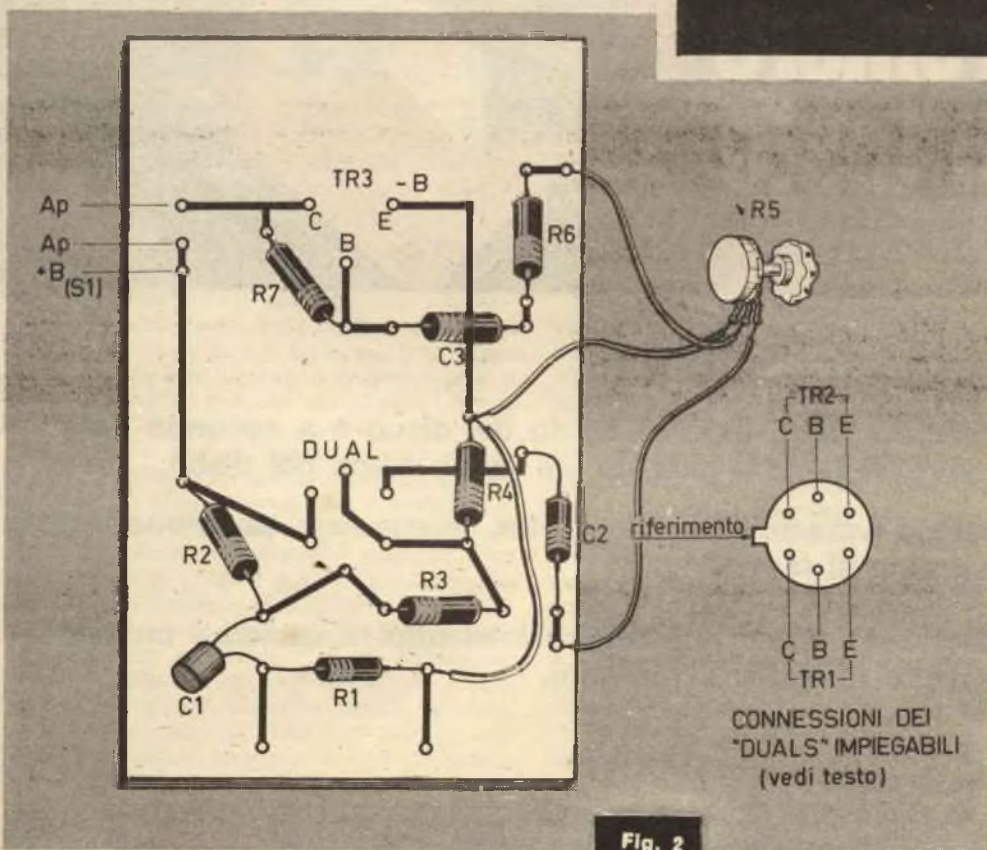 TR3 -B
Ap
C
E
R6
R5
Ap
B
+B
(S1)
R7
C3
TR2
C B E
DUAL
R4
riferimento
C2
R2
R3
C B E
TR1
C1
R1
CONNESSIONI DEI
"DUALS" IMPIEGABILI
(vedi testo)
Fig. 2